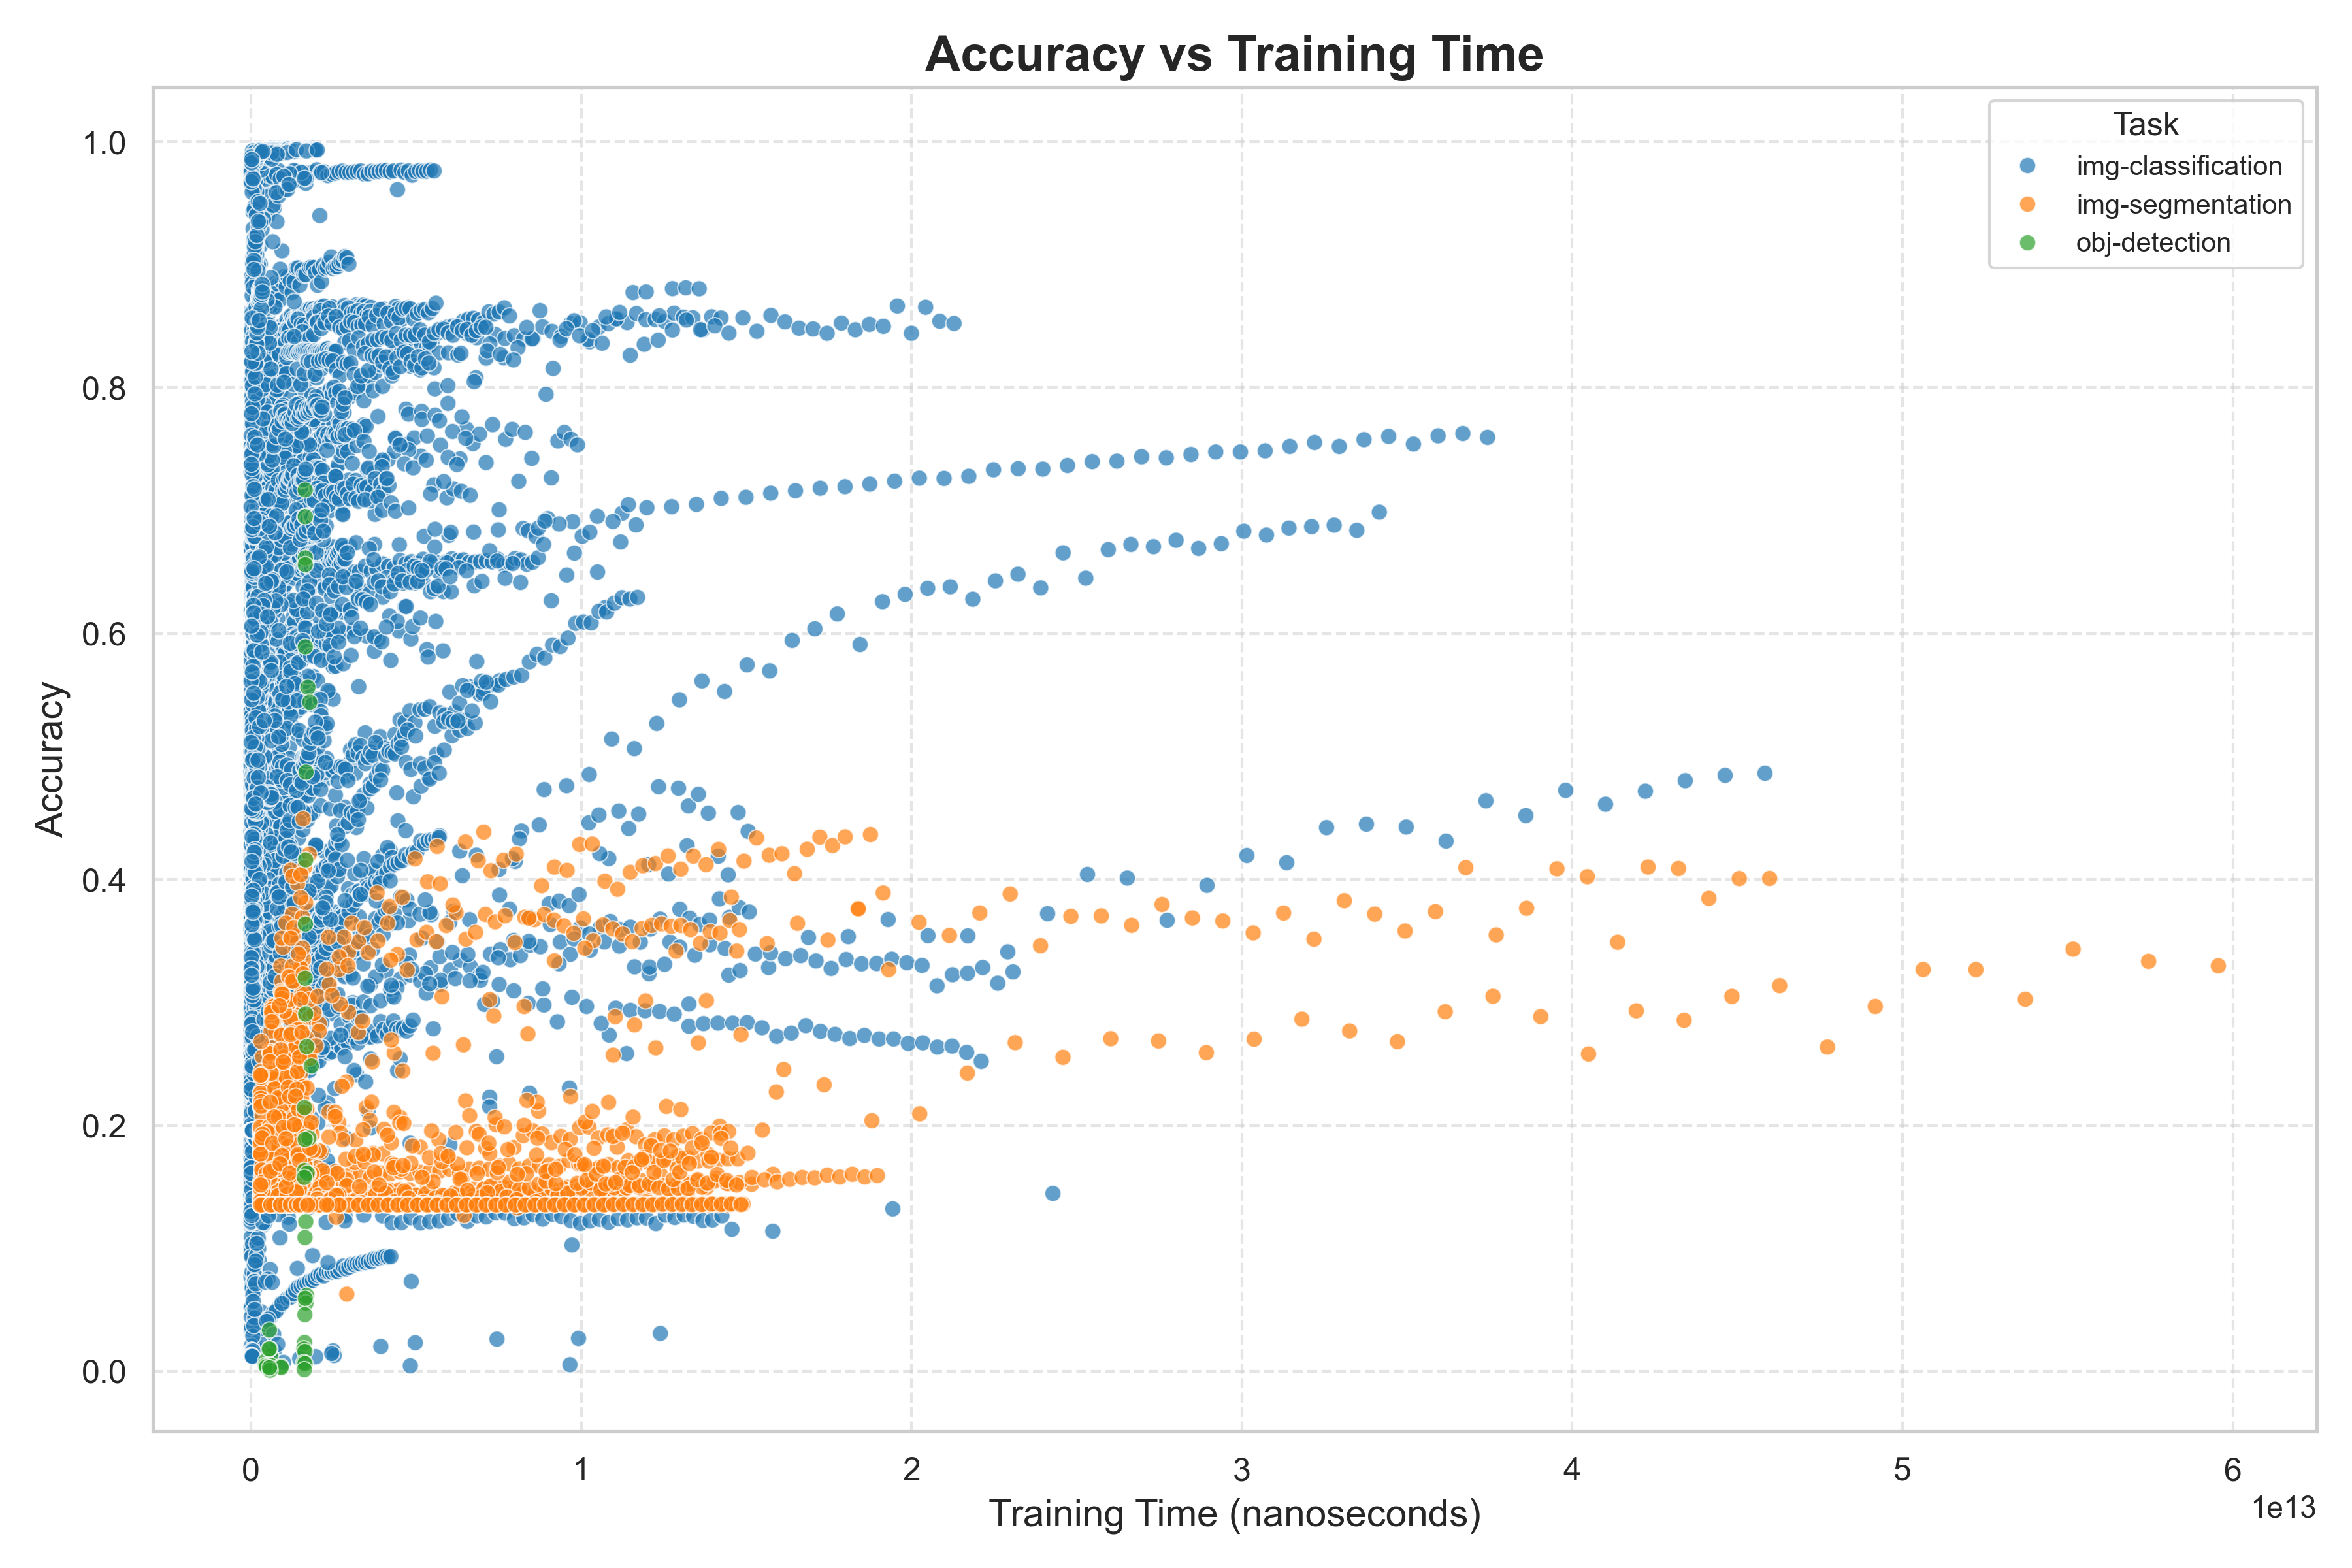 Accuracy vs Training Time
Task
img-classification
img-segmentation
obj-detection
Accuracy
1.0
0.8
0.6
0.4
0.2
0.0
0 1 2 3 4 5 6
1e13
Training Time (nanoseconds)